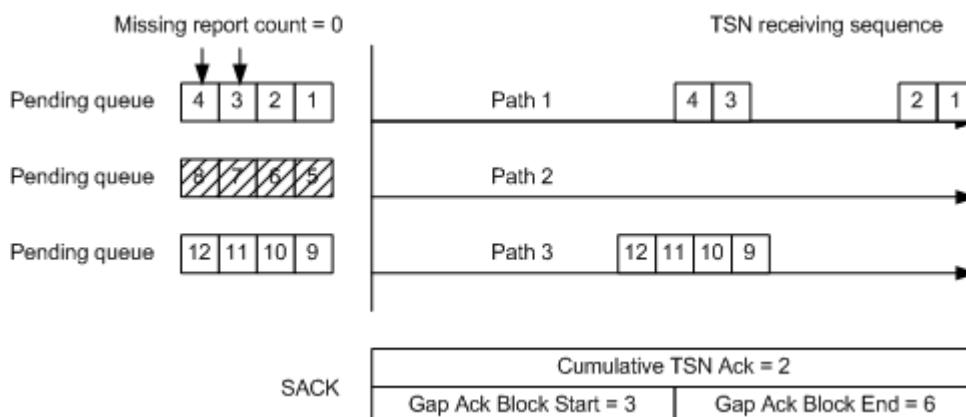 Missing report count = 0
TSN receiving sequence
Pending queue 4 3 2 1 Path 1 4 3 2 1
Pending queue 8 7 6 5 Path 2
Pending queue 12 11 10 9 Path 3 12 11 10 9
Cumulative TSN Ack = 2
SACK
Gap Ack Block Start = 3 Gap Ack Block End = 6